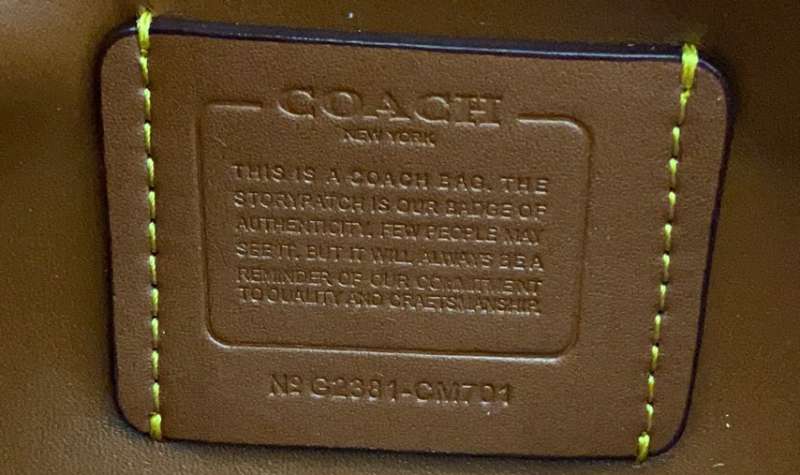 COACH
NEW YORK
THIS IS A COACH BAG. THE
STORYPATCH IS OUR BADGE OF
AUTHENTICITY. FEW PEOPLE MAY
SEE IT, BUT IT WILL ALWAYS BE A
REMINDER OF OUR COMMITMENT
TO QUALITY AND CRAFTSMANSHIP.
Nº G2381-CM701